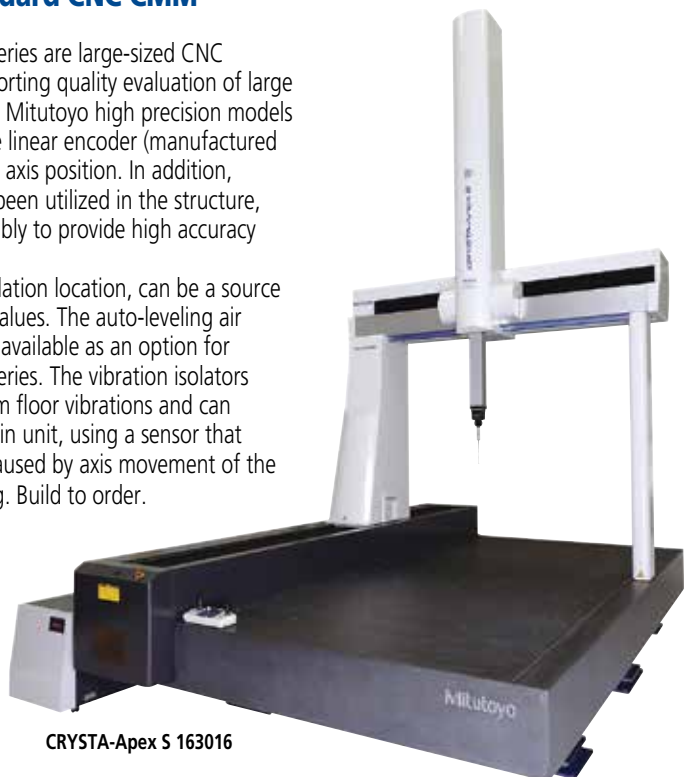 dard CNC CMM
eries are large-sized CNC
orting quality evaluation of large
Mitutoyo high precision models
e linear encoder (manufactured
axis position. In addition,
been utilized in the structure,
bly to provide high accuracy
lation location, can be a source
alues. The auto-leveling air
available as an option for
eries. The vibration isolators
m floor vibrations and can
in unit, using a sensor that
aused by axis movement of the
g. Build to order.
Mitutoyo
CRYSTA-Apex S 163016